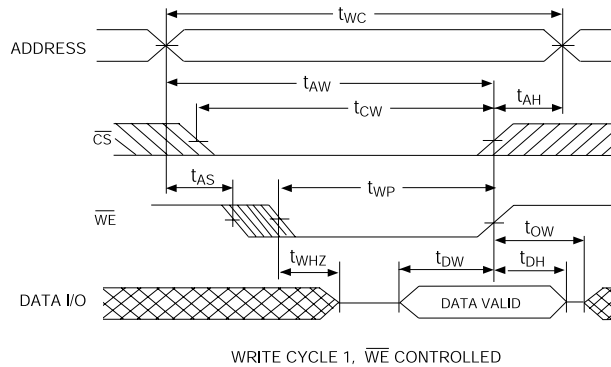 tWC
ADDRESS
tAW
tCW
tAH
CS
tAS
tWP
WE
tOW
tWHZ
tDW
tDH
DATA I/O
DATA VALID
WRITE CYCLE 1, WE CONTROLLED